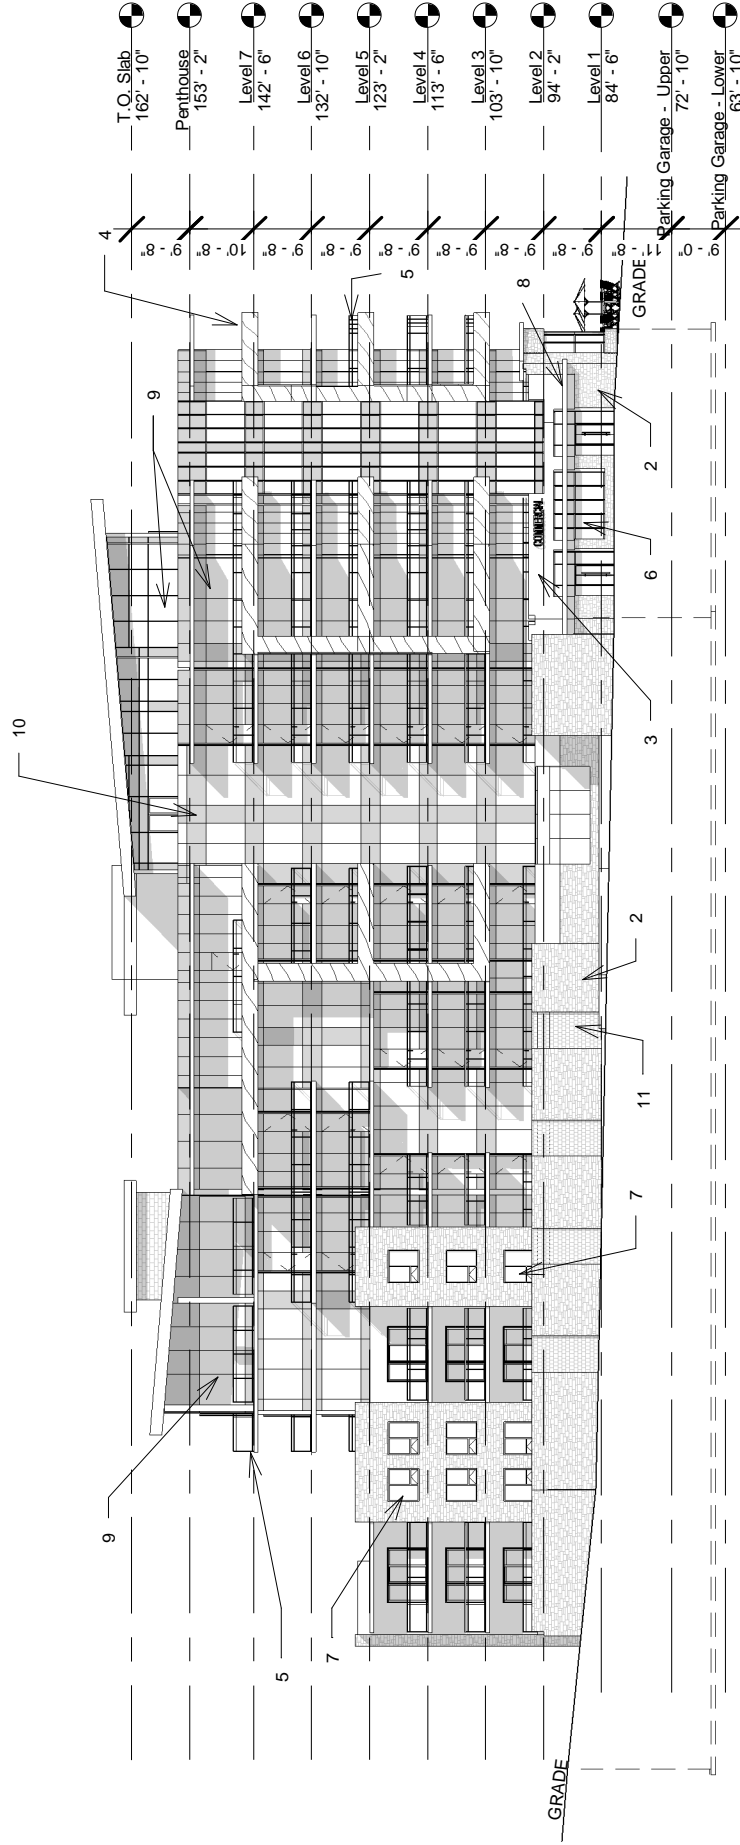 T.O. Slab
162' - 10"
Penthouse
153' - 2"
Level 7
142' - 6"
Level 6
132' - 10"
Level 5
123' - 2"
Level 4
113' - 6"
Level 3
103' - 10"
Level 2
94' - 2"
Level 1
84' - 6"
Parking Garage - Upper
72' - 10"
Parking Garage - Lower
63' - 10"
9' - 8"
10' - 8"
9' - 8"
9' - 8"
9' - 8"
9' - 8"
9' - 8"
9' - 8"
11' - 8"
9' - 0"
4
5
8
GRADE
9
2
COMMERCIAL
6
10
3
2
11
7
9
5
7
GRADE